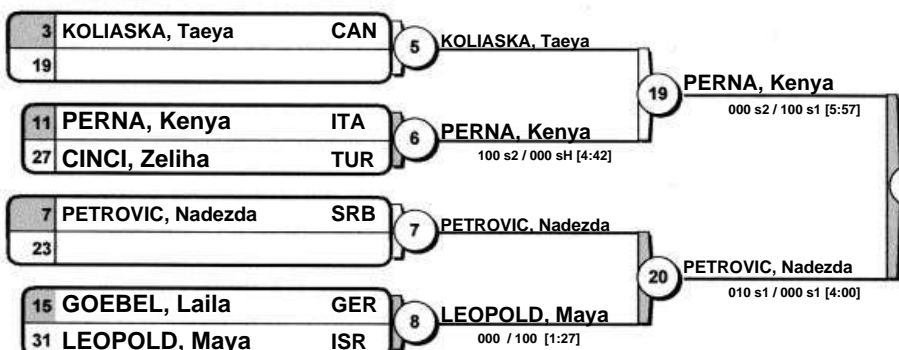 3 KOLIASKA, Taeya CAN
19
5
KOLIASKA, Taeya
11 PERNA, Kenya ITA
27 CINCI, Zeliha TUR
6
PERNA, Kenya
100 s2 / 000 sH [4:42]
19
PERNA, Kenya
000 s2 / 100 s1 [5:57]
7 PETROVIC, Nadezda SRB
23
7
PETROVIC, Nadezda
15 GOEBEL, Laila GER
31 LEOPOLD, Maya ISR
8
LEOPOLD, Maya
000 / 100 [1:27]
20
PETROVIC, Nadezda
010 s1 / 000 s1 [4:00]